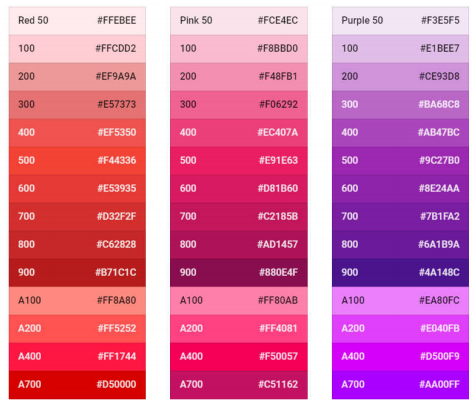 Red 50 #FFEBEE
100 #FFCDD2
200 #EF9A9A
300 #E57373
400 #EF5350
500 #F44336
600 #E53935
700 #D32F2F
800 #C62828
900 #B71C1C
A100 #FF8A80
A200 #FF5252
A400 #FF1744
A700 #D50000
Pink 50 #FCE4EC
100 #F8BBD0
200 #F48FB1
300 #F06292
400 #EC407A
500 #E91E63
600 #D81B60
700 #C2185B
800 #AD1457
900 #880E4F
A100 #FF80AB
A200 #FF4081
A400 #F50057
A700 #C51162
Purple 50 #F3E5F5
100 #E1BEE7
200 #CE93D8
300 #BA68C8
400 #AB47BC
500 #9C27B0
600 #8E24AA
700 #7B1FA2
800 #6A1B9A
900 #4A148C
A100 #EA80FC
A200 #E040FB
A400 #D500F9
A700 #AA00FF